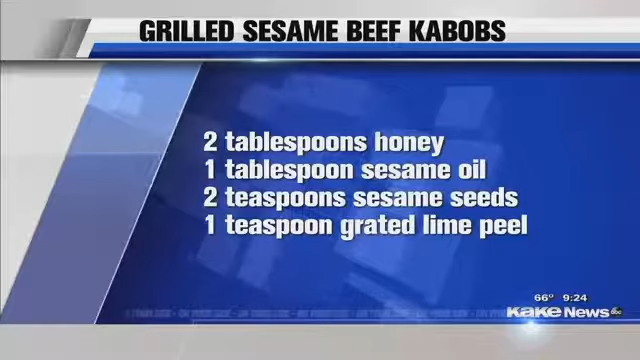 GRILLED SESAME BEEF KABOBS
2 tablespoons honey
1 tablespoon sesame oil
2 teaspoons sesame seeds
1 teaspoon grated lime peel
66° 9:24
KAKE NEWS abc